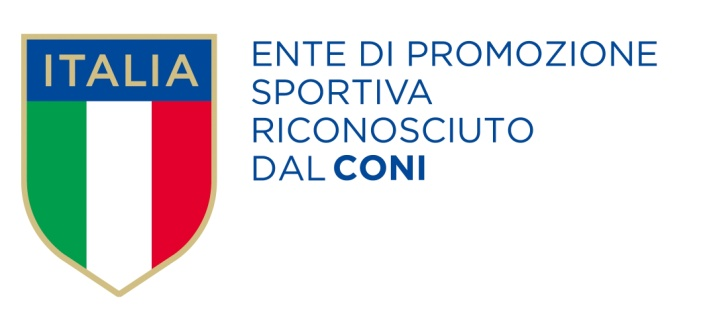 ITALIA
ENTE DI PROMOZIONE
SPORTIVA
RICONOSCIUTO
DAL CONI